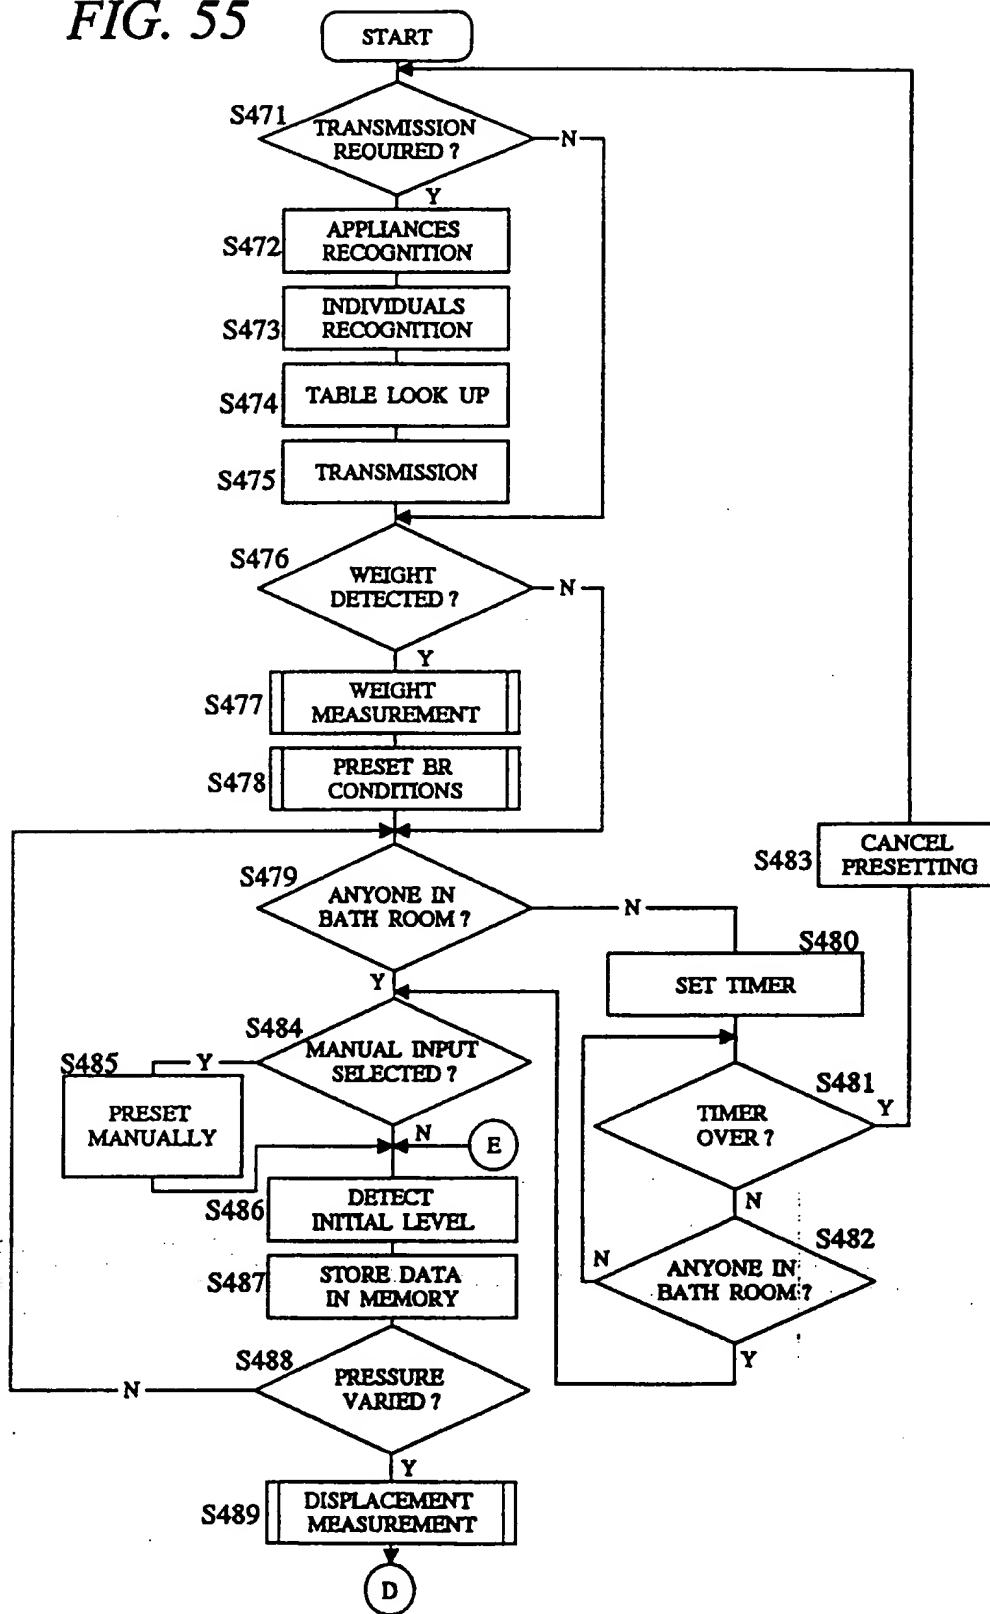 FIG. 55
START
S471
TRANSMISSION
REQUIRED ?
N
Y
S472
APPLIANCES
RECOGNITION
S473
INDIVIDUALS
RECOGNITION
S474
TABLE LOOK UP
S475
TRANSMISSION
S476
WEIGHT
DETECTED ?
N
Y
S477
WEIGHT
MEASUREMENT
S478
PRESET BR
CONDITIONS
S483
CANCEL
PRESETTING
S479
ANYONE IN
BATH ROOM ?
N
Y
S480
SET TIMER
S484
MANUAL INPUT
SELECTED ?
Y
N
S485
PRESET
MANUALLY
E
S481
TIMER
OVER ?
Y
N
S486
DETECT
INITIAL LEVEL
S482
ANYONE IN
BATH ROOM ?
N
Y
S487
STORE DATA
IN MEMORY
S488
PRESSURE
VARIED ?
N
Y
S489
DISPLACEMENT
MEASUREMENT
D